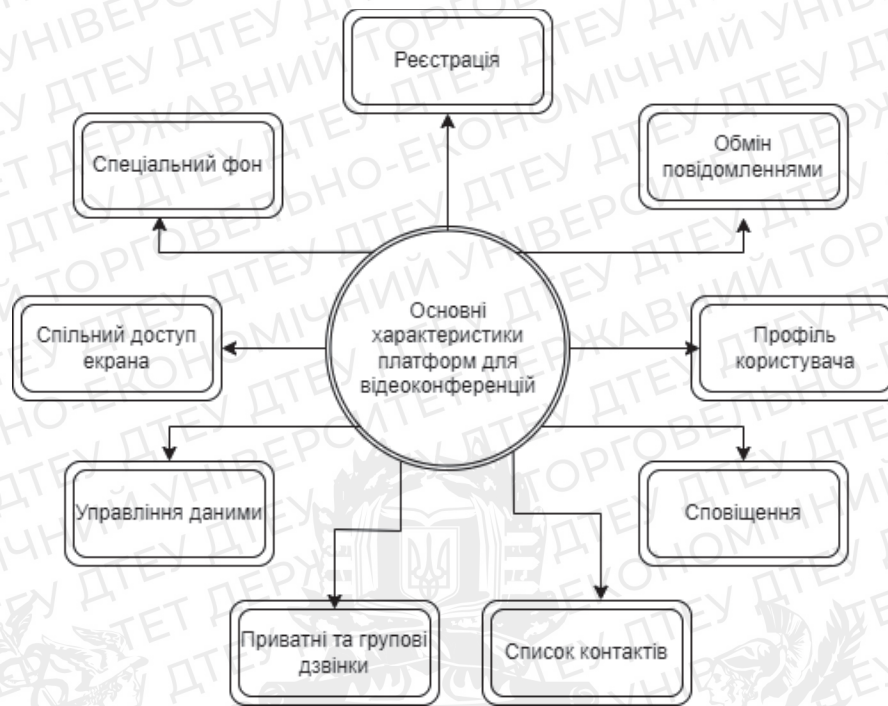 Реєстрація
Спеціальний фон
Обмін
повідомленнями
Основні
характеристики
платформ для
відеоконференцій
Спільний доступ
екрана
Профіль
користувача
Управління даними
Сповіщення
Приватні та групові
дзвінки
Список контактів